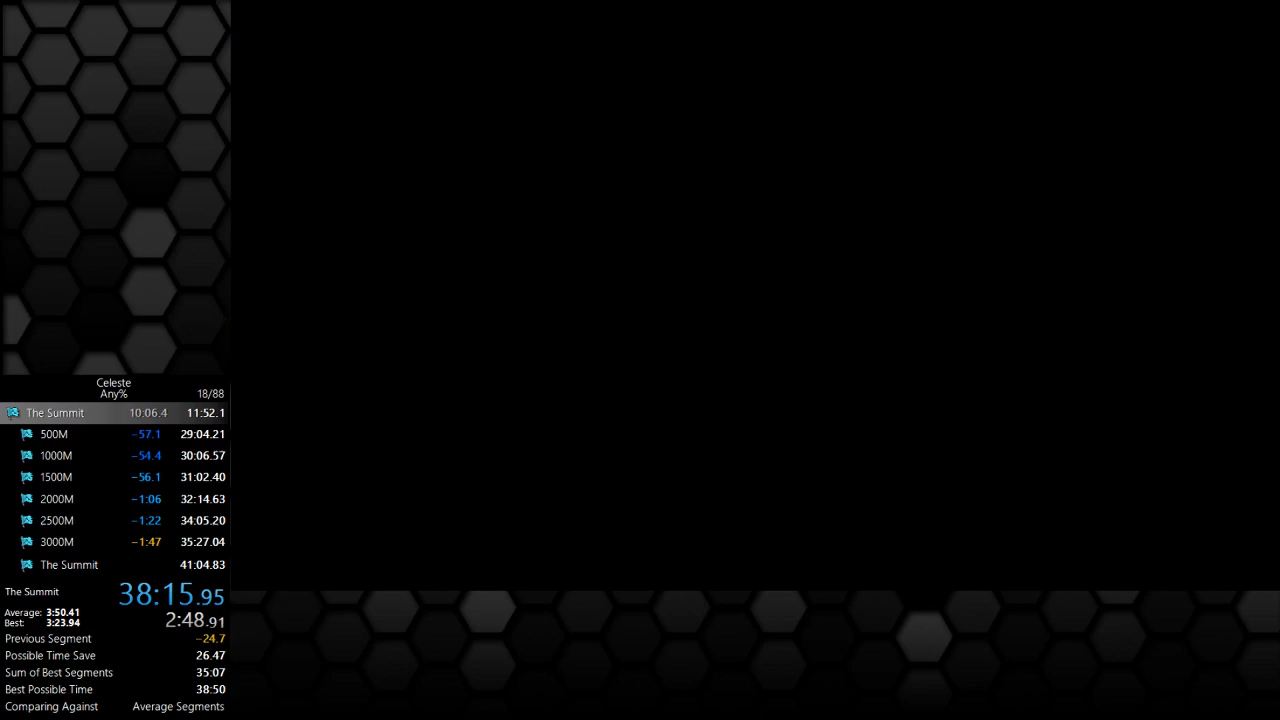 Celeste
Any% 18/88
The Summit 10:06.4 11:52.1
500M −57.1 29:04.21
1000M −54.4 30:06.57
1500M −56.1 31:02.40
2000M −1:06 32:14.63
2500M −1:22 34:05.20
3000M −1:47 35:27.04
The Summit 41:04.83
The Summit 38:15.95
Average: 3:50.41
Best: 3:23.94 2:48.91
Previous Segment −24.7
Possible Time Save 26.47
Sum of Best Segments 35:07
Best Possible Time 38:50
Comparing Against Average Segments